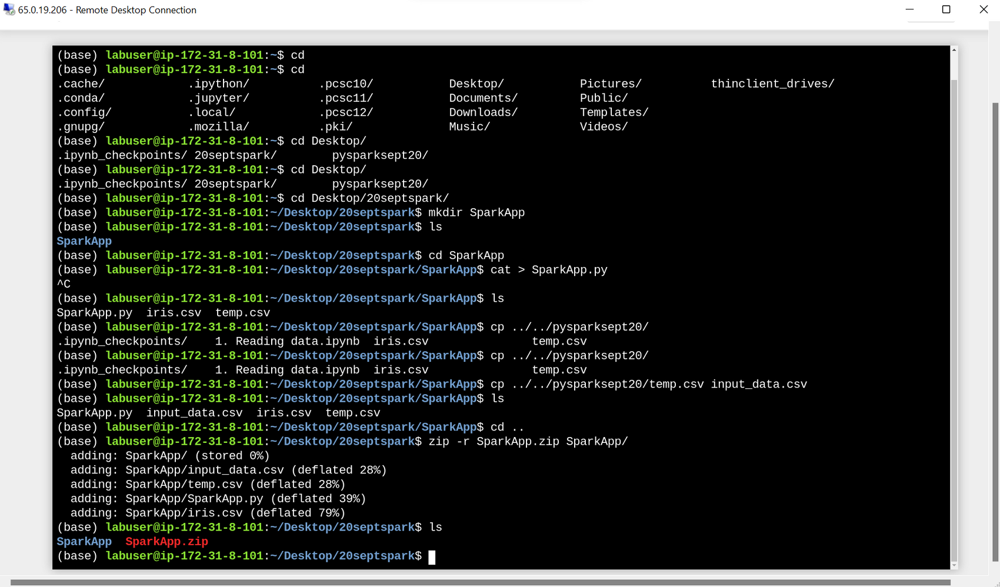 65.0.19.206 - Remote Desktop Connection
(base) labuser@ip-172-31-8-101:~$ cd
(base) labuser@ip-172-31-8-101:~$ cd
.cache/ .ipython/ .pcsc10/ Desktop/ Pictures/ thinclient_drives/
.conda/ .jupyter/ .pcsc11/ Documents/ Public/
.config/ .local/ .pcsc12/ Downloads/ Templates/
.gnupg/ .mozilla/ .pki/ Music/ Videos/
(base) labuser@ip-172-31-8-101:~$ cd Desktop/
.ipynb_checkpoints/ 20septspark/ pysparksept20/
(base) labuser@ip-172-31-8-101:~$ cd Desktop/
.ipynb_checkpoints/ 20septspark/ pysparksept20/
(base) labuser@ip-172-31-8-101:~$ cd Desktop/20septspark/
(base) labuser@ip-172-31-8-101:~/Desktop/20septspark$ mkdir SparkApp
(base) labuser@ip-172-31-8-101:~/Desktop/20septspark$ ls
SparkApp
(base) labuser@ip-172-31-8-101:~/Desktop/20septspark$ cd SparkApp
(base) labuser@ip-172-31-8-101:~/Desktop/20septspark/SparkApp$ cat > SparkApp.py
^C
(base) labuser@ip-172-31-8-101:~/Desktop/20septspark/SparkApp$ ls
SparkApp.py iris.csv temp.csv
(base) labuser@ip-172-31-8-101:~/Desktop/20septspark/SparkApp$ cp ../../pysparksept20/
.ipynb_checkpoints/ 1. Reading data.ipynb iris.csv temp.csv
(base) labuser@ip-172-31-8-101:~/Desktop/20septspark/SparkApp$ cp ../../pysparksept20/
.ipynb_checkpoints/ 1. Reading data.ipynb iris.csv temp.csv
(base) labuser@ip-172-31-8-101:~/Desktop/20septspark/SparkApp$ cp ../../pysparksept20/temp.csv input_data.csv
(base) labuser@ip-172-31-8-101:~/Desktop/20septspark/SparkApp$ ls
SparkApp.py input_data.csv iris.csv temp.csv
(base) labuser@ip-172-31-8-101:~/Desktop/20septspark/SparkApp$ cd ..
(base) labuser@ip-172-31-8-101:~/Desktop/20septspark$ zip -r SparkApp.zip SparkApp/
adding: SparkApp/ (stored 0%)
adding: SparkApp/input_data.csv (deflated 28%)
adding: SparkApp/temp.csv (deflated 28%)
adding: SparkApp/SparkApp.py (deflated 39%)
adding: SparkApp/iris.csv (deflated 79%)
(base) labuser@ip-172-31-8-101:~/Desktop/20septspark$ ls
SparkApp SparkApp.zip
(base) labuser@ip-172-31-8-101:~/Desktop/20septspark$